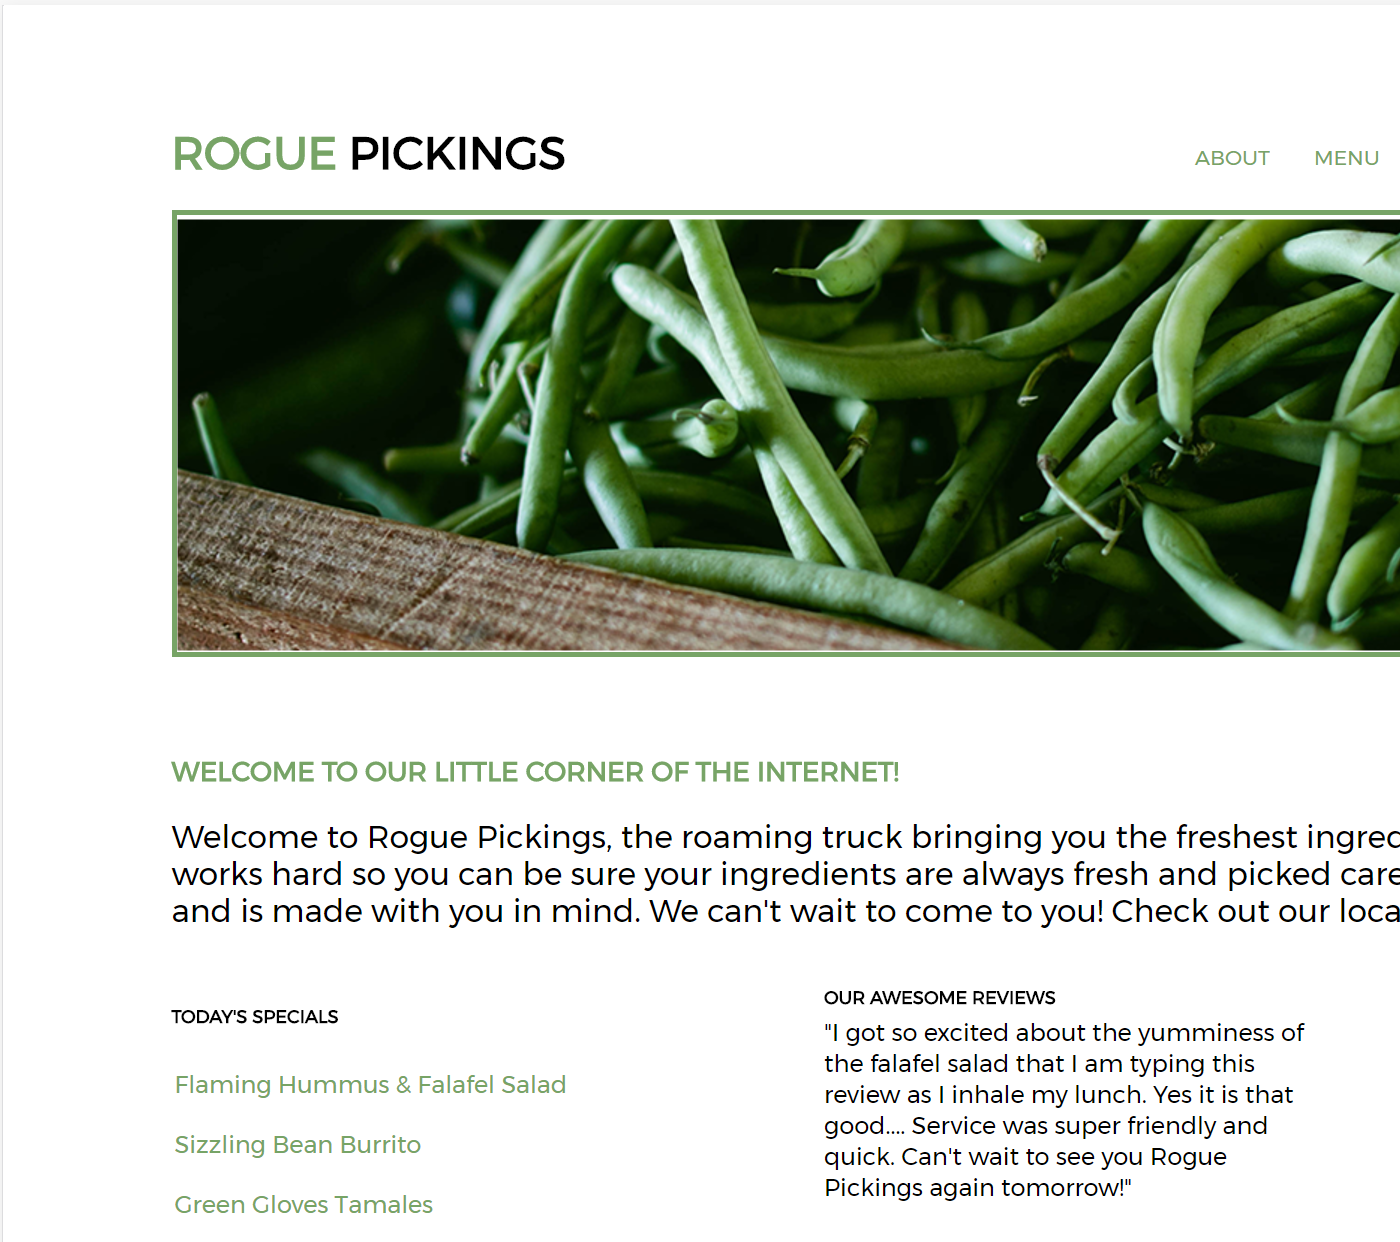 ROGUE PICKINGS
ABOUT MENU
WELCOME TO OUR LITTLE CORNER OF THE INTERNET!
Welcome to Rogue Pickings, the roaming truck bringing you the freshest ingred
works hard so you can be sure your ingredients are always fresh and picked care
and is made with you in mind. We can't wait to come to you! Check out our loca
TODAY'S SPECIALS
Flaming Hummus & Falafel Salad
Sizzling Bean Burrito
Green Gloves Tamales
OUR AWESOME REVIEWS
"I got so excited about the yumminess of
the falafel salad that I am typing this
review as I inhale my lunch. Yes it is that
good.... Service was super friendly and
quick. Can't wait to see you Rogue
Pickings again tomorrow!"